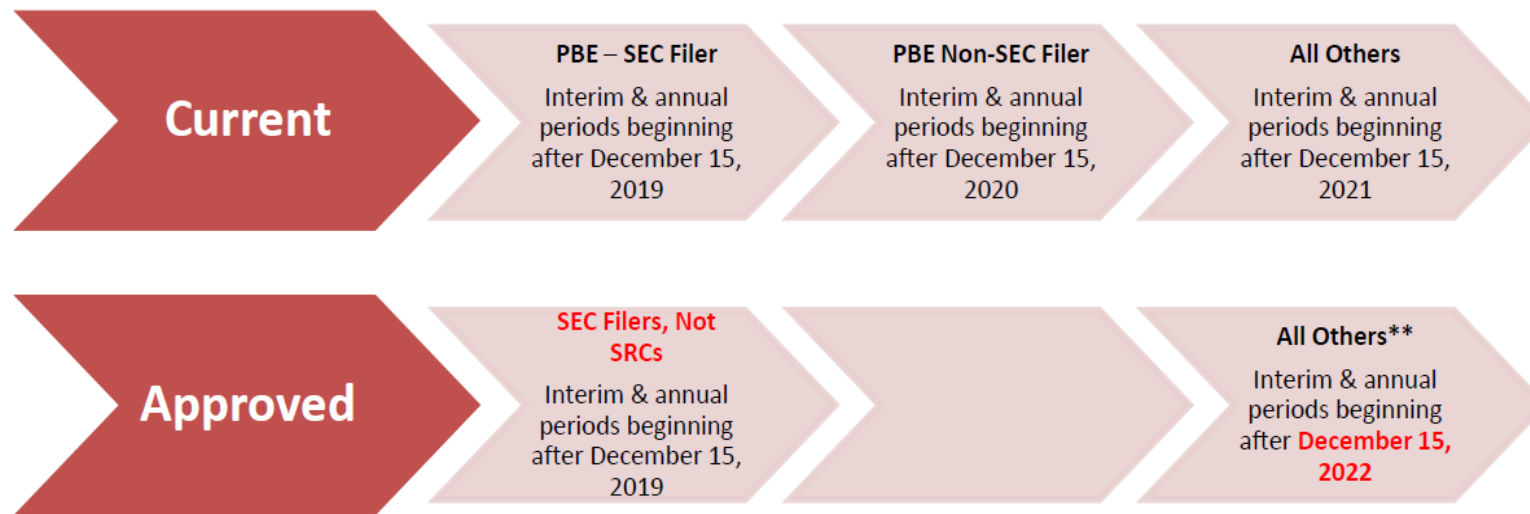 Current
PBE – SEC Filer
Interim & annual
periods beginning
after December 15,
2019
PBE Non-SEC Filer
Interim & annual
periods beginning
after December 15,
2020
All Others
Interim & annual
periods beginning
after December 15,
2021
Approved
SEC Filers, Not
SRCs
Interim & annual
periods beginning
after December 15,
2019
All Others**
Interim & annual
periods beginning
after December 15,
2022